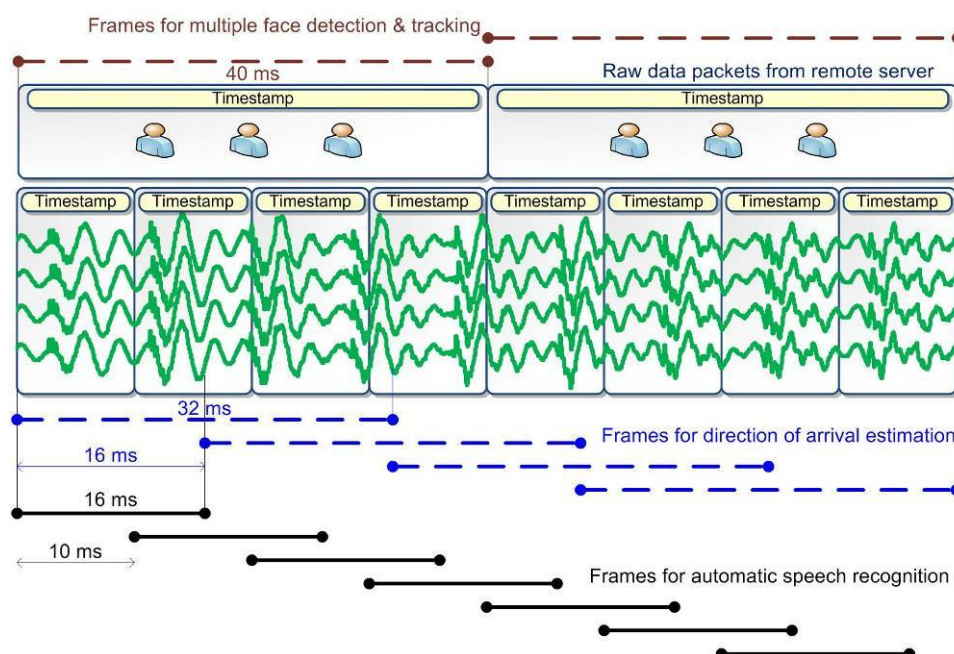 Frames for multiple face detection & tracking
40 ms
Raw data packets from remote server
Timestamp Timestamp
Timestamp Timestamp Timestamp Timestamp Timestamp Timestamp Timestamp Timestamp
32 ms
Frames for direction of arrival estimation
16 ms
16 ms
10 ms
Frames for automatic speech recognition